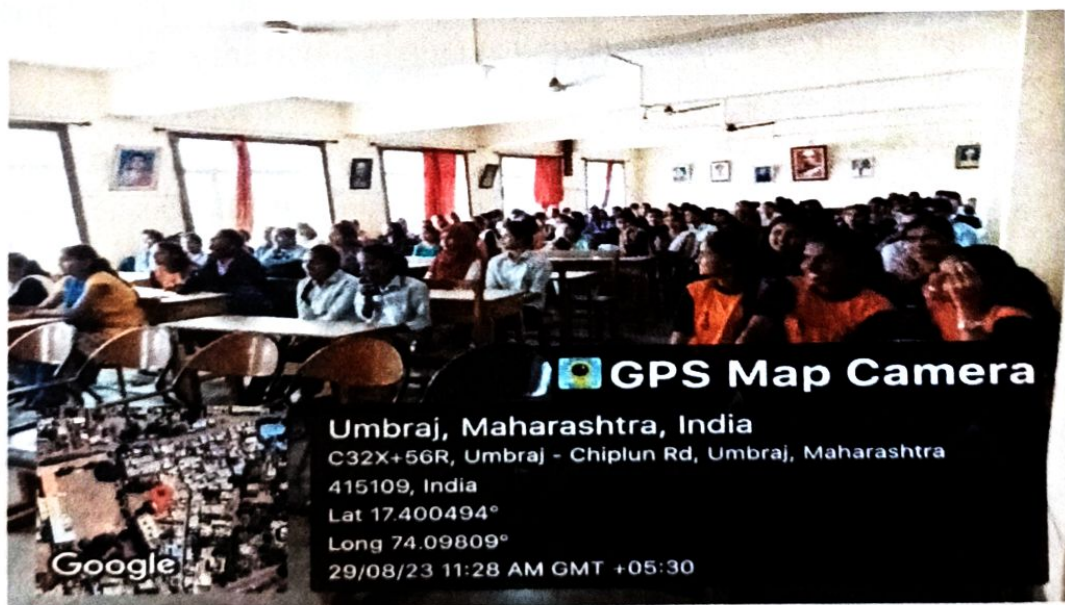 GPS Map Camera
Umbraj, Maharashtra, India
C32X+56R, Umbraj - Chiplun Rd, Umbraj, Maharashtra
415109, India
Lat 17.400494°
Long 74.09809°
29/08/23 11:28 AM GMT +05:30
Google